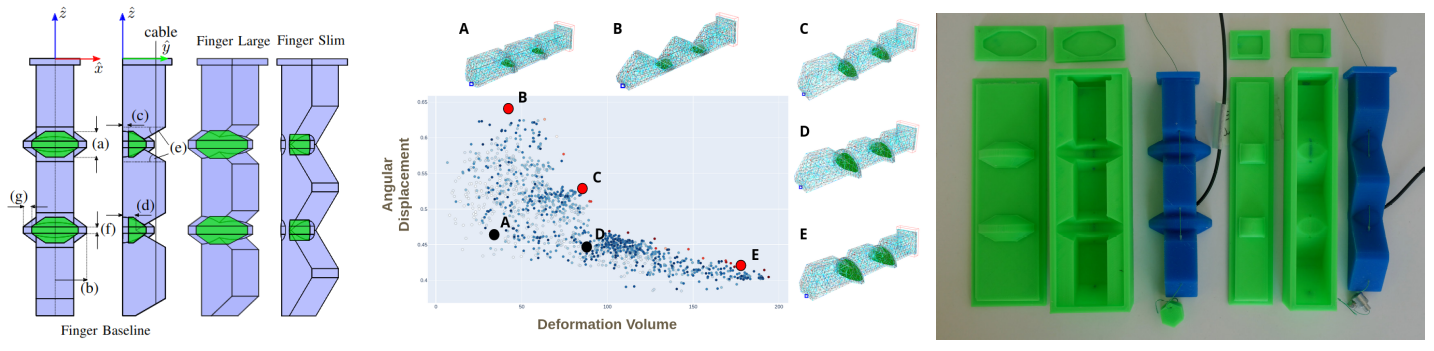 ẑ
ẑ
cable
ŷ
x̂
Finger Large
Finger Slim
(a)
(c)
(e)
(g)
(d)
(f)
(b)
Finger Baseline
A
B
C
D
E
Angular
Displacement
0.65
0.6
0.55
0.5
0.45
0.4
B
C
A
D
E
0
50
100
150
200
Deformation Volume